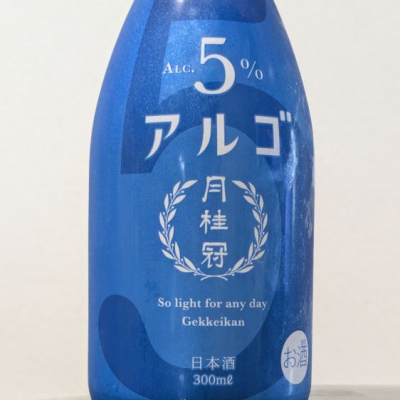 ALC. 5%
アルゴ
月桂冠
So light for any day
Gekkeikan
日本酒
300mℓ
お酒